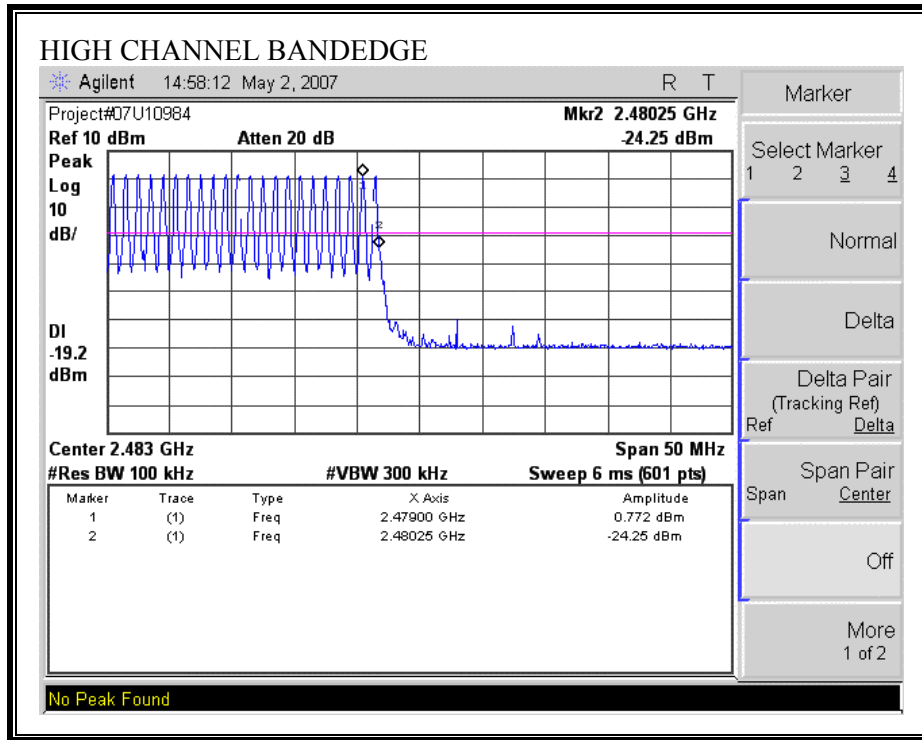 HIGH CHANNEL BANDEDGE
Agilent 14:58:12 May 2, 2007 R T
Project#07U10984 Mkr2 2.48025 GHz
Ref 10 dBm Atten 20 dB -24.25 dBm
Peak
Log
10
dB/
DI
-19.2
dBm
Center 2.483 GHz Span 50 MHz
#Res BW 100 kHz #VBW 300 kHz Sweep 6 ms (601 pts)
Marker Trace Type X Axis Amplitude
1 (1) Freq 2.47900 GHz 0.772 dBm
2 (1) Freq 2.48025 GHz -24.25 dBm
No Peak Found
Marker
Select Marker
1 2 3 4
Normal
Delta
Delta Pair
(Tracking Ref)
Ref Delta
Span Pair
Span Center
Off
More
1 of 2